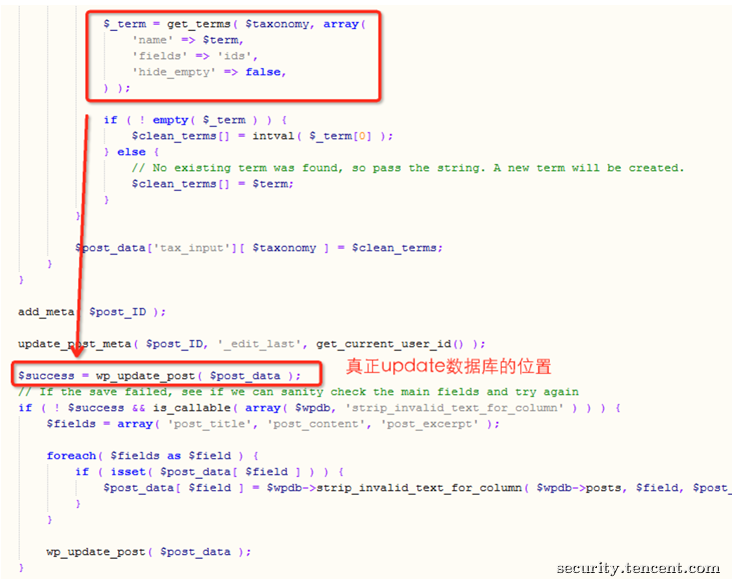 $_term = get_terms( $taxonomy, array(
'name' => $term,
'fields' => 'ids',
'hide_empty' => false,
) );
if ( ! empty( $_term ) ) {
$clean_terms[] = intval( $_term[0] );
} else {
// No existing term was found, so pass the string. A new term will be created.
$clean_terms[] = $term;
}
}
$post_data['tax_input'][ $taxonomy ] = $clean_terms;
}
}
add_meta( $post_ID );
update_post_meta( $post_ID, '_edit_last', get_current_user_id() );
$success = wp_update_post( $post_data ); 真正update数据库的位置
// If the save failed, see if we can sanity check the main fields and try again
if ( ! $success && is_callable( array( $wpdb, 'strip_invalid_text_for_column' ) ) ) {
$fields = array( 'post_title', 'post_content', 'post_excerpt' );
foreach( $fields as $field ) {
if ( isset( $post_data[ $field ] ) ) {
$post_data[ $field ] = $wpdb->strip_invalid_text_for_column( $wpdb->posts, $field, $post_
}
}
wp_update_post( $post_data );
}
security.tencent.com